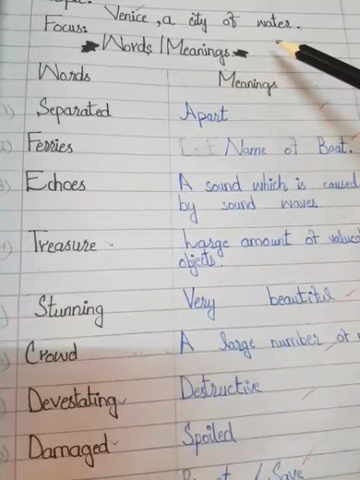 Venice, a city of water.
Focus:
Words / Meanings
Words Meanings
Separated Apart
Ferries Name of Boat.
Echoes A sound which is caused
by sound waves
Treasure Large amount of valued
objects.
Stunning Very beautiful
Crowd A large number of
Devestating Destructive
Damaged Spoiled
/ Save